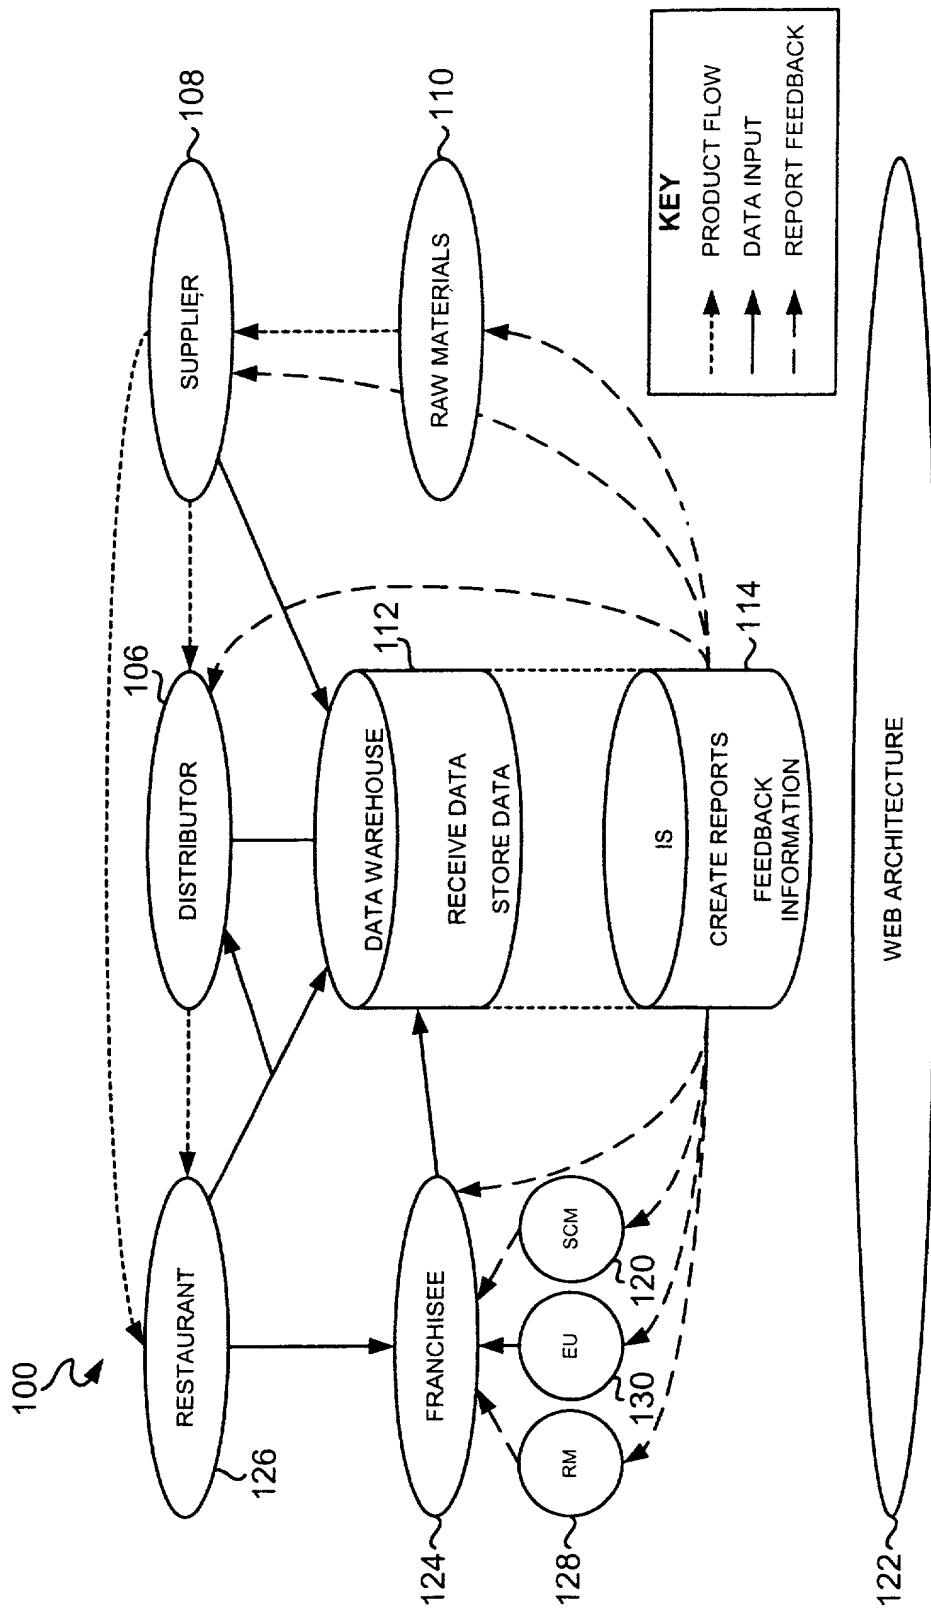 100
126
RESTAURANT
106
DISTRIBUTOR
SUPPLIER
108
124
FRANCHISEE
DATA WAREHOUSE
112
RECEIVE DATA
STORE DATA
RAW MATERIALS
110
128
RM
130
EU
120
SCM
IS
114
CREATE REPORTS
FEEDBACK
INFORMATION
KEY
PRODUCT FLOW
DATA INPUT
REPORT FEEDBACK
122
WEB ARCHITECTURE